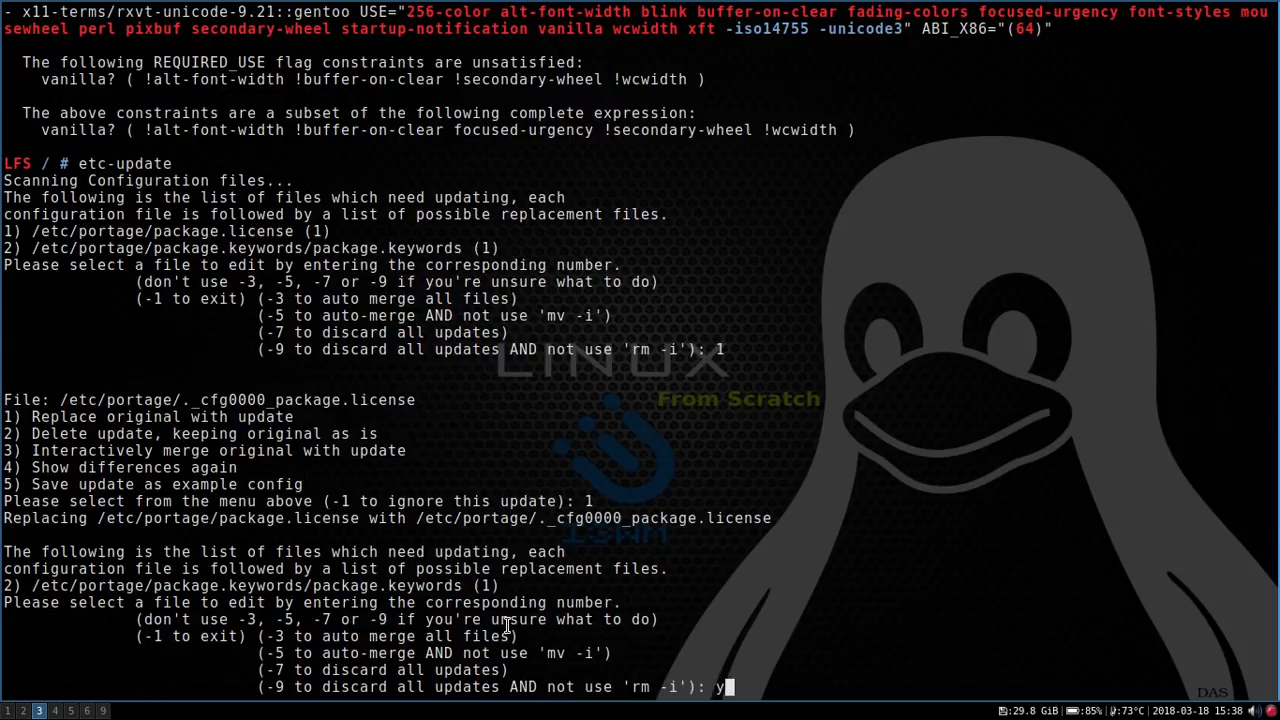 - x11-terms/rxvt-unicode-9.21::gentoo USE="256-color alt-font-width blink buffer-on-clear fading-colors focused-urgency font-styles mou
sewheel perl pixbuf secondary-wheel startup-notification vanilla wcwidth xft -iso14755 -unicode3" ABI_X86="(64)"
The following REQUIRED_USE flag constraints are unsatisfied:
vanilla? ( !alt-font-width !buffer-on-clear !secondary-wheel !wcwidth )
The above constraints are a subset of the following complete expression:
vanilla? ( !alt-font-width !buffer-on-clear focused-urgency !secondary-wheel !wcwidth )
LFS / # etc-update
Scanning Configuration files...
The following is the list of files which need updating, each
configuration file is followed by a list of possible replacement files.
1) /etc/portage/package.license (1)
2) /etc/portage/package.keywords/package.keywords (1)
Please select a file to edit by entering the corresponding number.
(don't use -3, -5, -7 or -9 if you're unsure what to do)
(-1 to exit) (-3 to auto merge all files)
(-5 to auto-merge AND not use 'mv -i')
(-7 to discard all updates)
(-9 to discard all updates AND not use 'rm -i'): 1
LINUX
From Scratch
File: /etc/portage/._cfg0000_package.license
1) Replace original with update
2) Delete update, keeping original as is
3) Interactively merge original with update
4) Show differences again
5) Save update as example config
Please select from the menu above (-1 to ignore this update): 1
Replacing /etc/portage/package.license with /etc/portage/._cfg0000_package.license
The following is the list of files which need updating, each
configuration file is followed by a list of possible replacement files.
2) /etc/portage/package.keywords/package.keywords (1)
Please select a file to edit by entering the corresponding number.
(don't use -3, -5, -7 or -9 if you're unsure what to do)
(-1 to exit) (-3 to auto merge all files)
(-5 to auto-merge AND not use 'mv -i')
(-7 to discard all updates)
(-9 to discard all updates AND not use 'rm -i'): y
DAS
1 2 3 4 5 6 9
:29.8 GiB :85% :73°C 2018-03-18 15:38